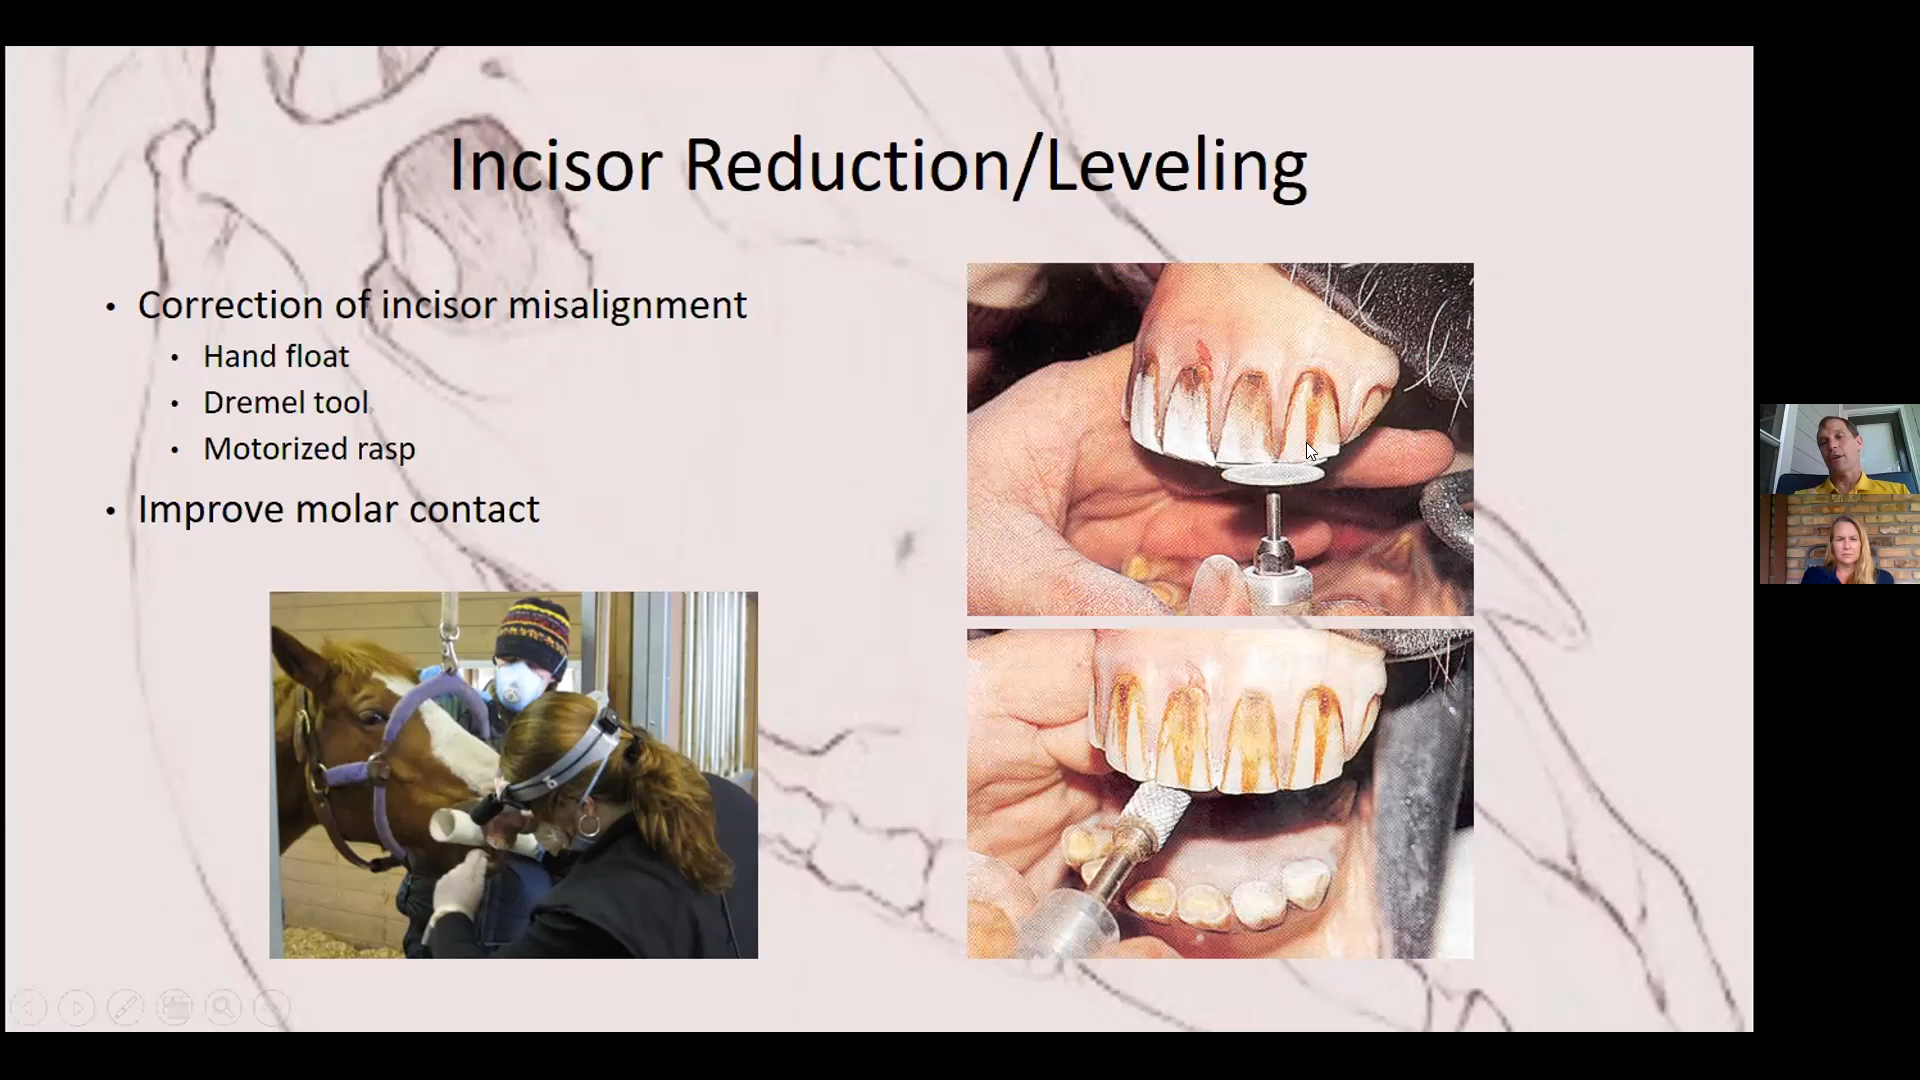 Incisor Reduction/Leveling
• Correction of incisor misalignment
• Hand float
• Dremel tool
• Motorized rasp
• Improve molar contact